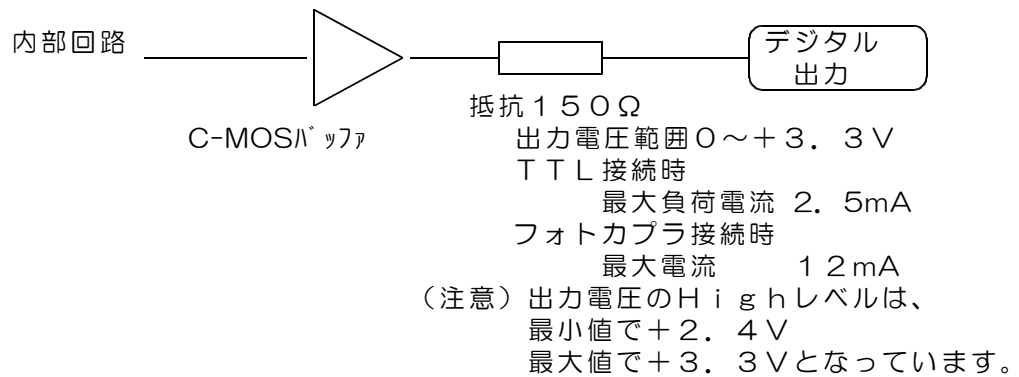 内部回路
デジタル
出力
抵抗１５０Ω
C-MOSﾊﾞｯﾌｧ
出力電圧範囲０～＋３．３Ｖ
ＴＴＬ接続時
最大負荷電流 ２．５mA
フォトカプラ接続時
最大電流　　１２mA
（注意）出力電圧のＨｉｇｈレベルは、
最小値で＋２．４Ｖ
最大値で＋３．３Ｖとなっています。